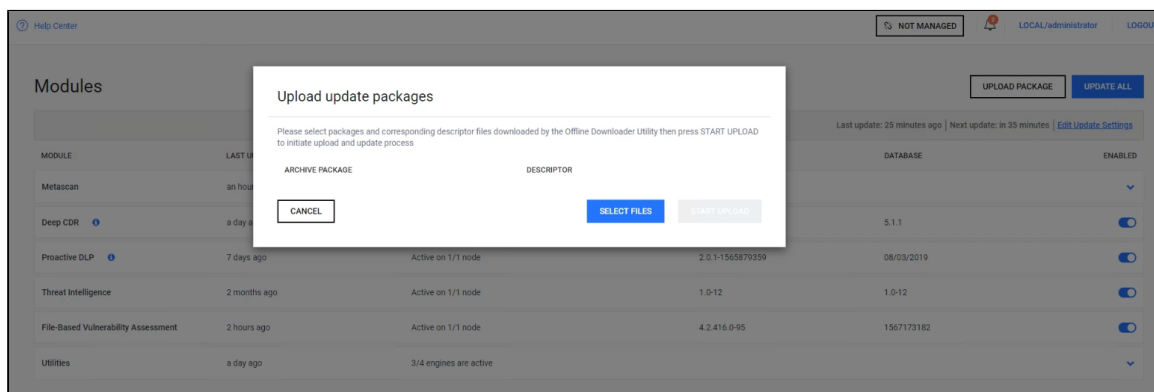 Help Center
NOT MANAGED
LOCAL/administrator
LOGOU
Modules
UPLOAD PACKAGE
UPDATE ALL
Upload update packages
Please select packages and corresponding descriptor files downloaded by the Offline Downloader Utility then press START UPLOAD
to initiate upload and update process
ARCHIVE PACKAGE DESCRIPTOR
CANCEL SELECT FILES START UPLOAD
Last update: 25 minutes ago | Next update: in 35 minutes | Edit Update Settings
MODULE LAST U DATABASE ENABLED
Metascan an hou
Deep CDR a day a 5.1.1
Proactive DLP 7 days ago Active on 1/1 node 2.0.1-1565879359 08/03/2019
Threat Intelligence 2 months ago Active on 1/1 node 1.0-12 1.0-12
File-Based Vulnerability Assessment 2 hours ago Active on 1/1 node 4.2.416.0-95 1567173182
Utilities a day ago 3/4 engines are active